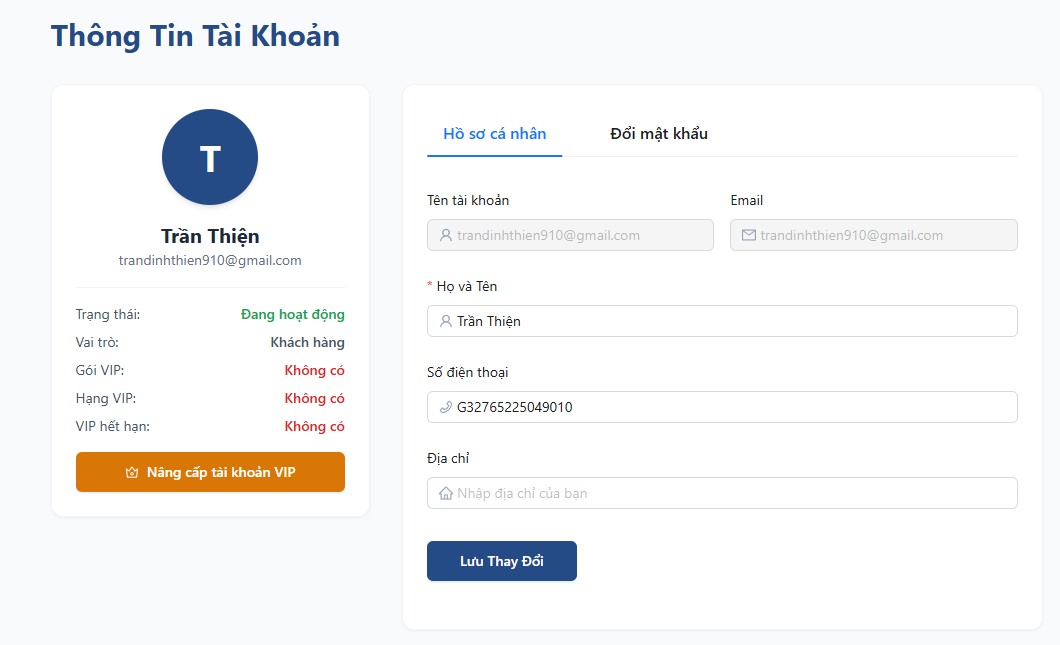 Thông Tin Tài Khoản
T
Trần Thiện
trandinhthien910@gmail.com
Trạng thái: Đang hoạt động
Vai trò: Khách hàng
Gói VIP: Không có
Hạng VIP: Không có
VIP hết hạn: Không có
Nâng cấp tài khoản VIP
Hồ sơ cá nhân Đổi mật khẩu
Tên tài khoản Email
trandinhthien910@gmail.com trandinhthien910@gmail.com
* Họ và Tên
Trần Thiện
Số điện thoại
G32765225049010
Địa chỉ
Nhập địa chỉ của bạn
Lưu Thay Đổi